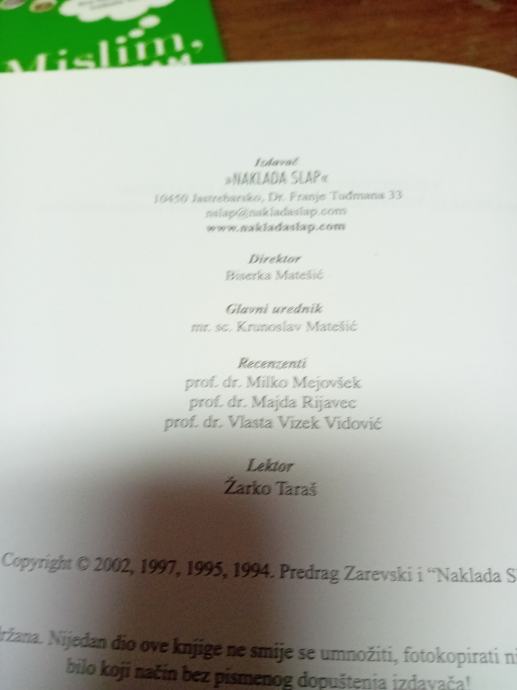 Mislim,
Izdavač
»NAKLADA SLAP«
10450 Jastrebarsko, Dr. Franje Tuđmana 33
nslap@nakladaslap.com
www.nakladaslap.com
Direktor
Biserka Matešić
Glavni urednik
mr. sc. Krunoslav Matešić
Recenzenti
prof. dr. Milko Mejovšek
prof. dr. Majda Rijavec
prof. dr. Vlasta Vizek Vidović
Lektor
Žarko Taraš
Copyright © 2002, 1997, 1995, 1994. Predrag Zarevski i “Naklada S
ržana. Nijedan dio ove knjige ne smije se umnožiti, fotokopirati ni
bilo koji način bez pismenog dopuštenja izdavača!